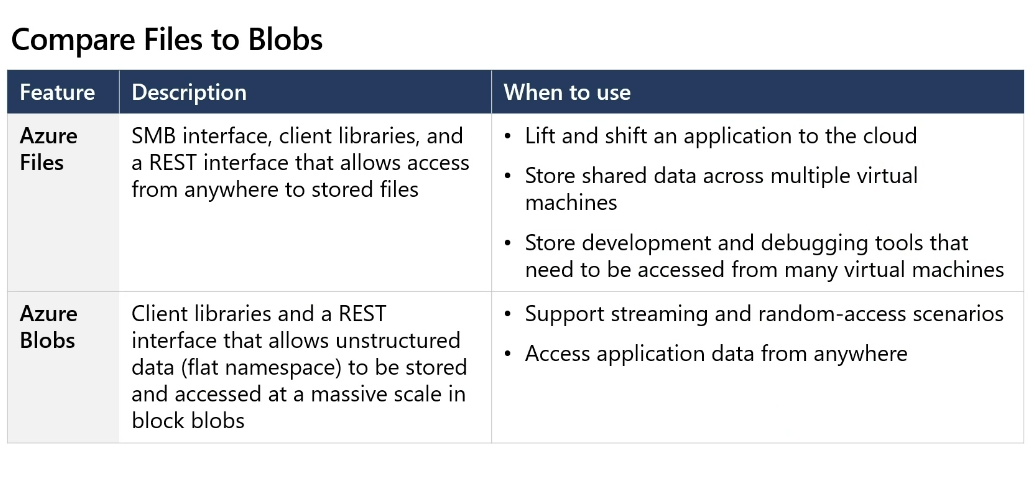 Compare Files to Blobs
Feature Description When to use
Azure Files
SMB interface, client libraries, and
a REST interface that allows access
from anywhere to stored files
• Lift and shift an application to the cloud
• Store shared data across multiple virtual
machines
• Store development and debugging tools that
need to be accessed from many virtual machines
Azure Blobs
Client libraries and a REST
interface that allows unstructured
data (flat namespace) to be stored
and accessed at a massive scale in
block blobs
• Support streaming and random-access scenarios
• Access application data from anywhere